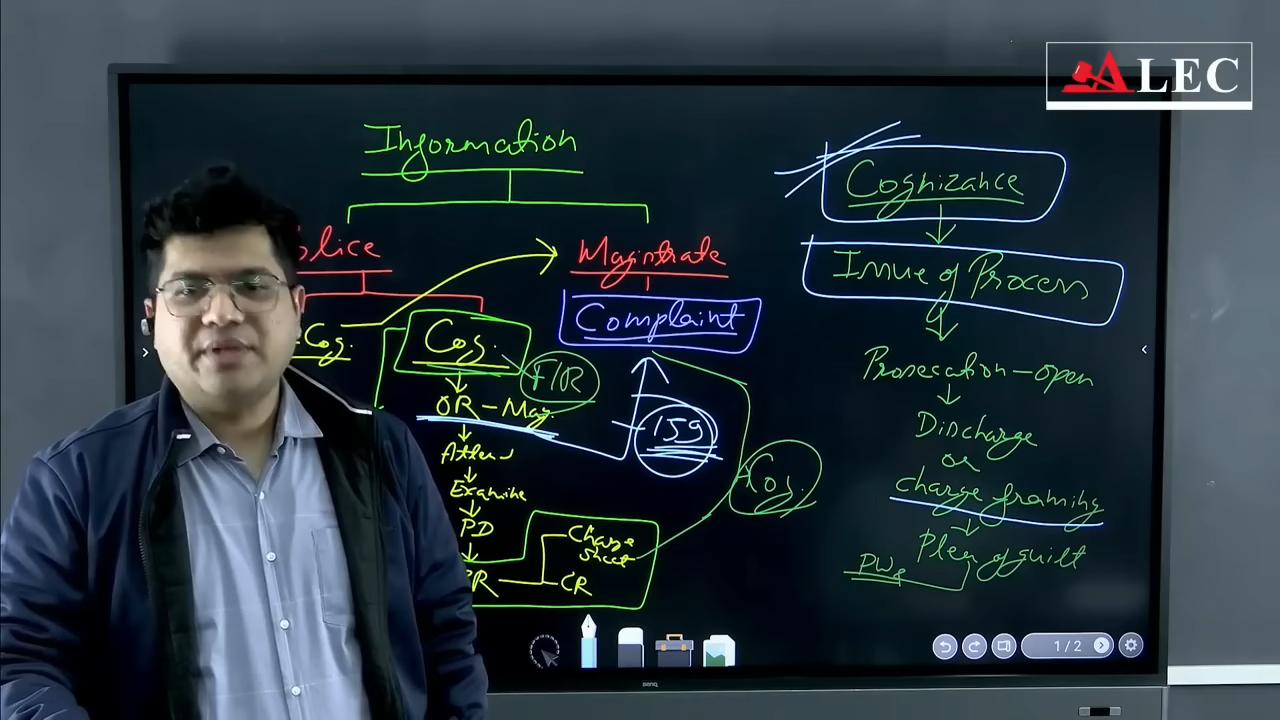 ALEC
Information
olice
Magistrate
Cog.
Cog.
Complaint
FIR
OR - Mag.
159
Examine
PD
Charge
Sheet
CR
Cog.
Cognizance
Issue of Process
Prosecution - open
Discharge
or
charge framing
Plea of guilt
PWs
1/2
BenQ